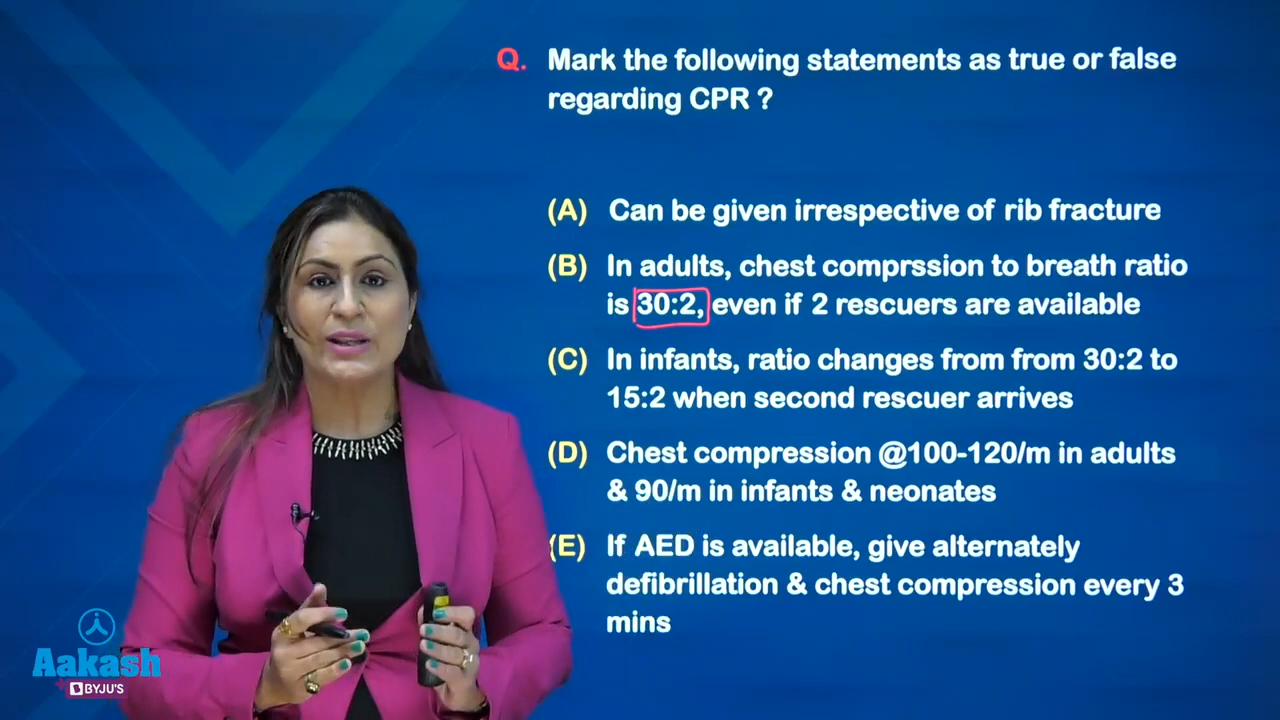 Q. Mark the following statements as true or false
regarding CPR ?
(A) Can be given irrespective of rib fracture
(B) In adults, chest comprssion to breath ratio
is 30:2, even if 2 rescuers are available
(C) In infants, ratio changes from from 30:2 to
15:2 when second rescuer arrives
(D) Chest compression @100-120/m in adults
& 90/m in infants & neonates
(E) If AED is available, give alternately
defibrillation & chest compression every 3
mins
Aakash
+ BYJU'S